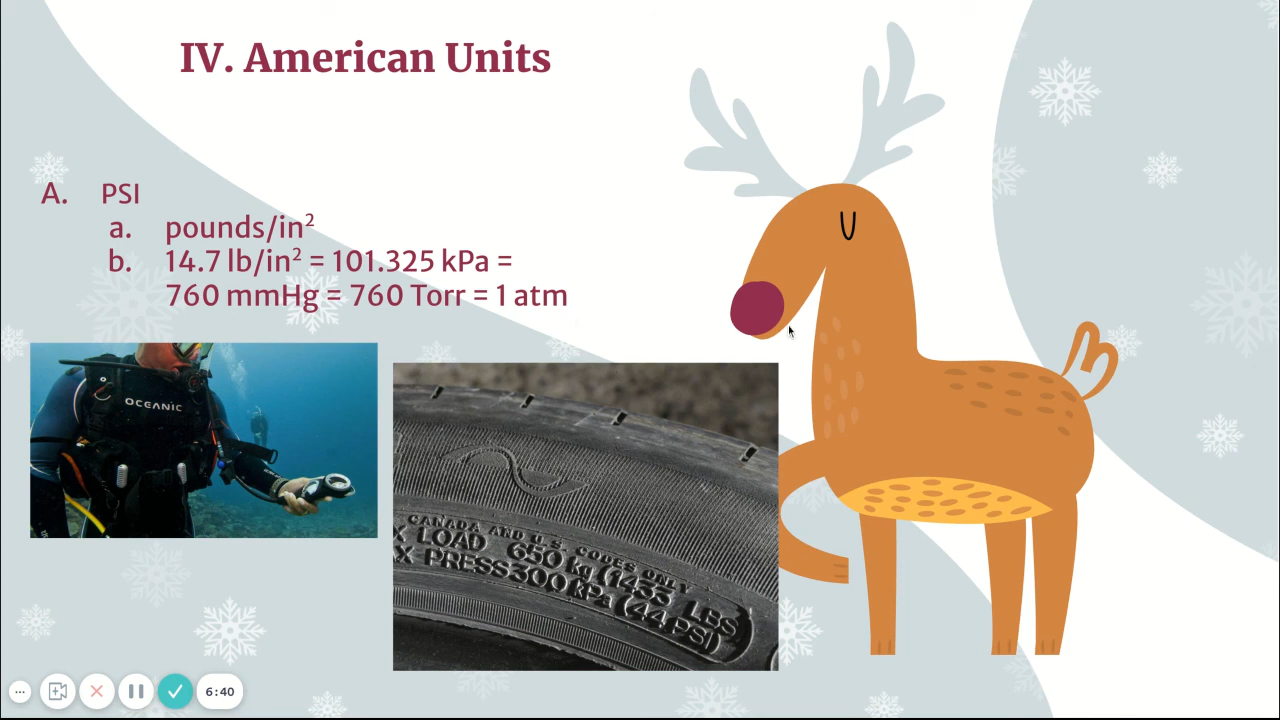 IV. American Units
A. PSI
a. pounds/in²
b. 14.7 lb/in² = 101.325 kPa =
760 mmHg = 760 Torr = 1 atm
OCEANIC
CANADA AND U.S. CODES ONLY
X LOAD 650 kg (1433 LBS
AX PRESS 300 kPa (44 PSI)
6:40